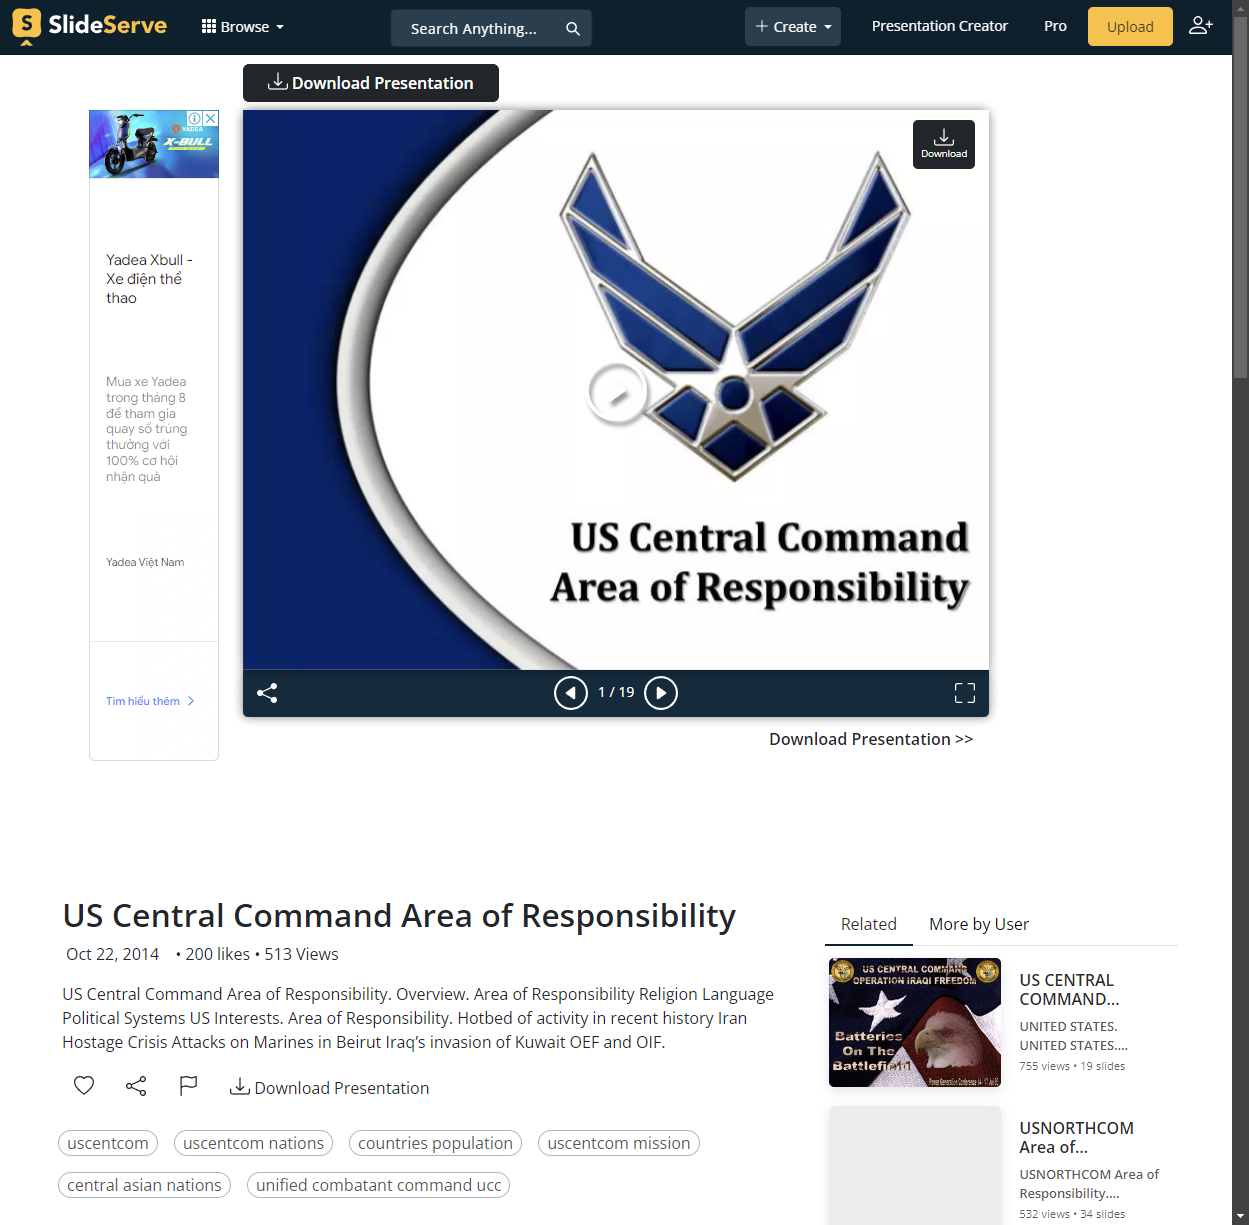 SlideServe
Browse
Search Anything...
Create
Presentation Creator
Pro
Upload
Download Presentation
YADEA
X-BULL
Download
Yadea Xbull -
Xe điện thể
thao
Mua xe Yadea
trong tháng 8
để tham gia
quay số trúng
thưởng với
100% cơ hội
nhận quà
Yadea Việt Nam
Tìm hiểu thêm
US Central Command
Area of Responsibility
1 / 19
Download Presentation >>
US Central Command Area of Responsibility
Oct 22, 2014 • 200 likes • 513 Views
US Central Command Area of Responsibility. Overview. Area of Responsibility Religion Language
Political Systems US Interests. Area of Responsibility. Hotbed of activity in recent history Iran
Hostage Crisis Attacks on Marines in Beirut Iraq’s invasion of Kuwait OEF and OIF.
Download Presentation
uscentcom
uscentcom nations
countries population
uscentcom mission
central asian nations
unified combatant command ucc
Related
More by User
US CENTRAL COMMAND
OPERATION IRAQI FREEDOM
Batteries
On The
Battlefield
Power Generation Conference 14 - 17 Jul 05
US CENTRAL
COMMAND...
UNITED STATES.
UNITED STATES....
755 views • 19 slides
USNORTHCOM
Area of...
USNORTHCOM Area of
Responsibility....
532 views • 34 slides